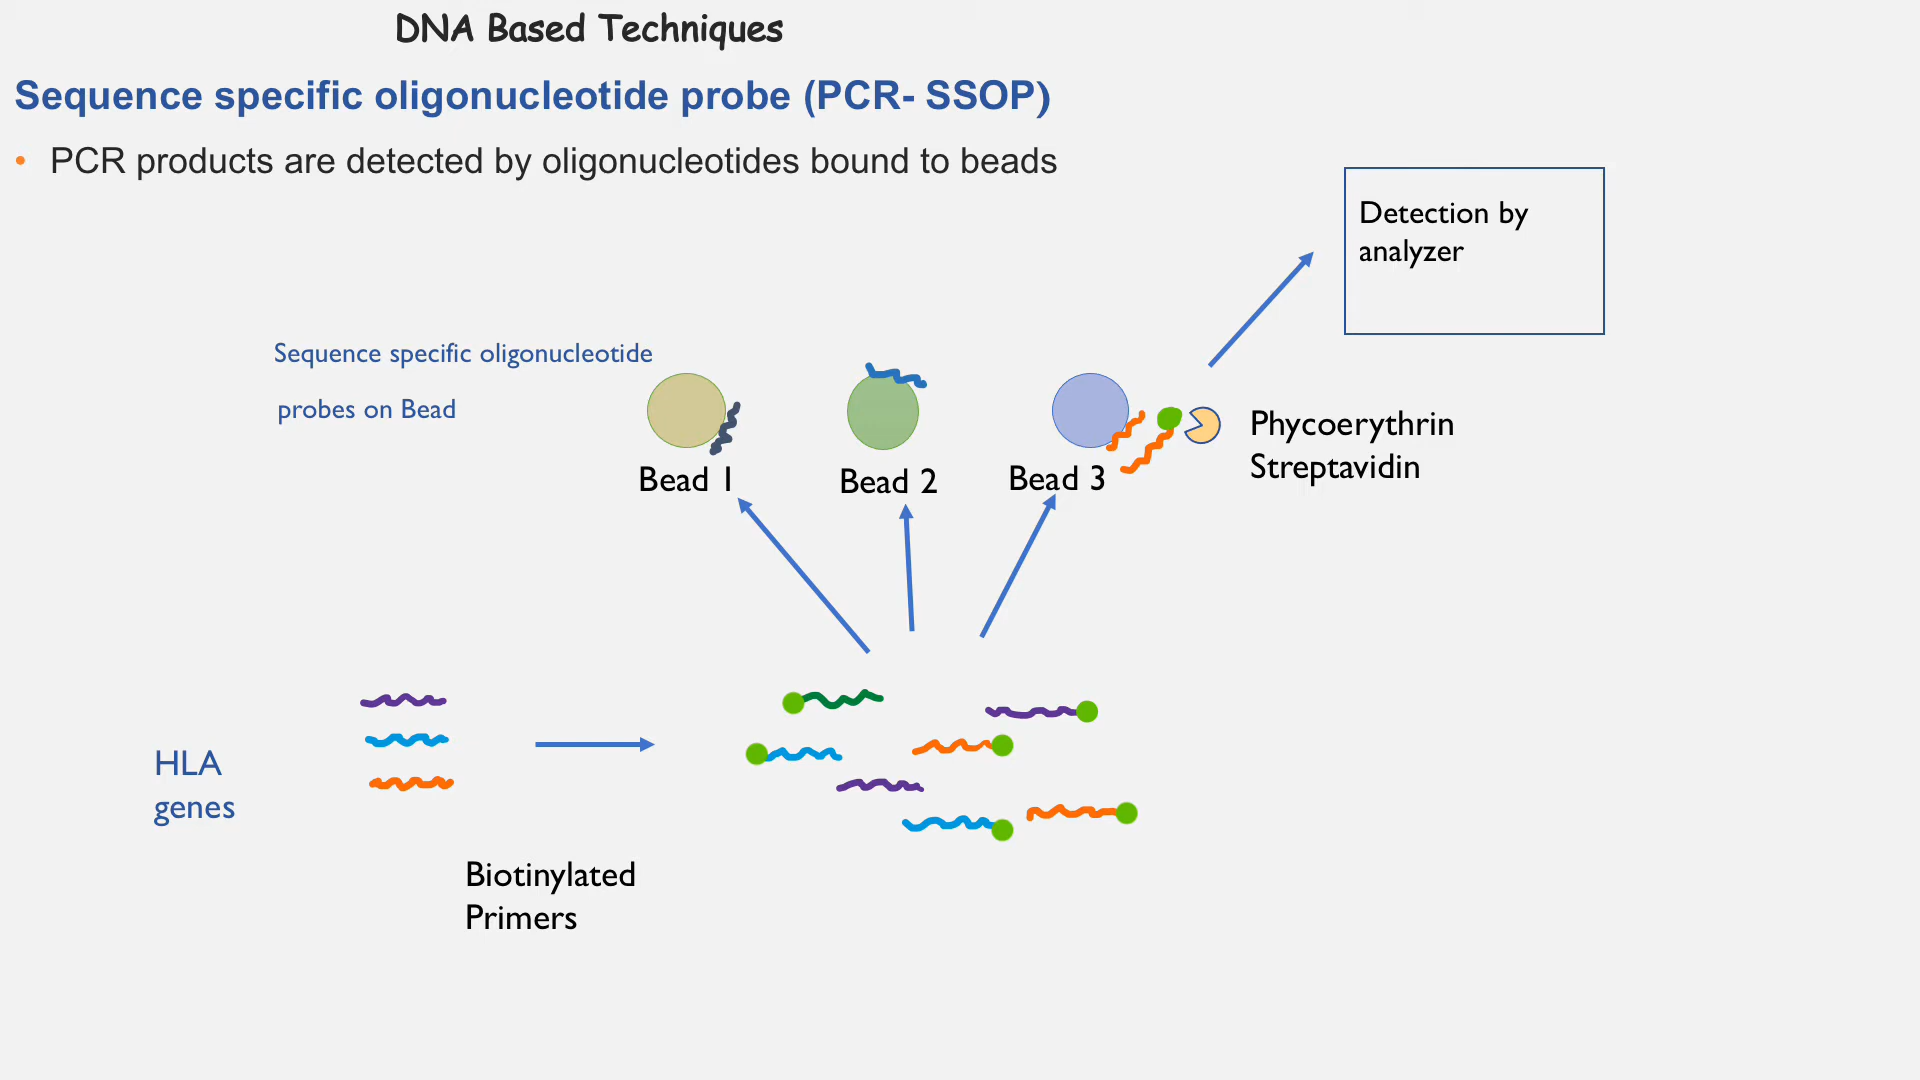 DNA Based Techniques
Sequence specific oligonucleotide probe (PCR- SSOP)
• PCR products are detected by oligonucleotides bound to beads
Detection by
analyzer
Sequence specific oligonucleotide
probes on Bead
Bead 1
Bead 2
Bead 3
Phycoerythrin
Streptavidin
HLA
genes
Biotinylated
Primers